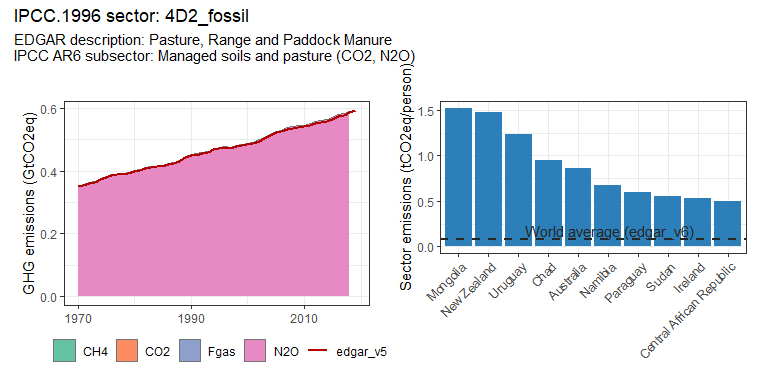 IPCC.1996 sector: 4D2_fossil
EDGAR description: Pasture, Range and Paddock Manure
IPCC AR6 subsector: Managed soils and pasture (CO2, N2O)
GHG emissions (GtCO2eq)
0.6
0.4
0.2
0.0
1970
1990
2010
CH4
CO2
Fgas
N2O
edgar_v5
Sector emissions (tCO2eq/person)
1.5
1.0
0.5
0.0
World average (edgar_v6)
Mongolia
New Zealand
Uruguay
Chad
Australia
Namibia
Paraguay
Sudan
Ireland
Central African Republic